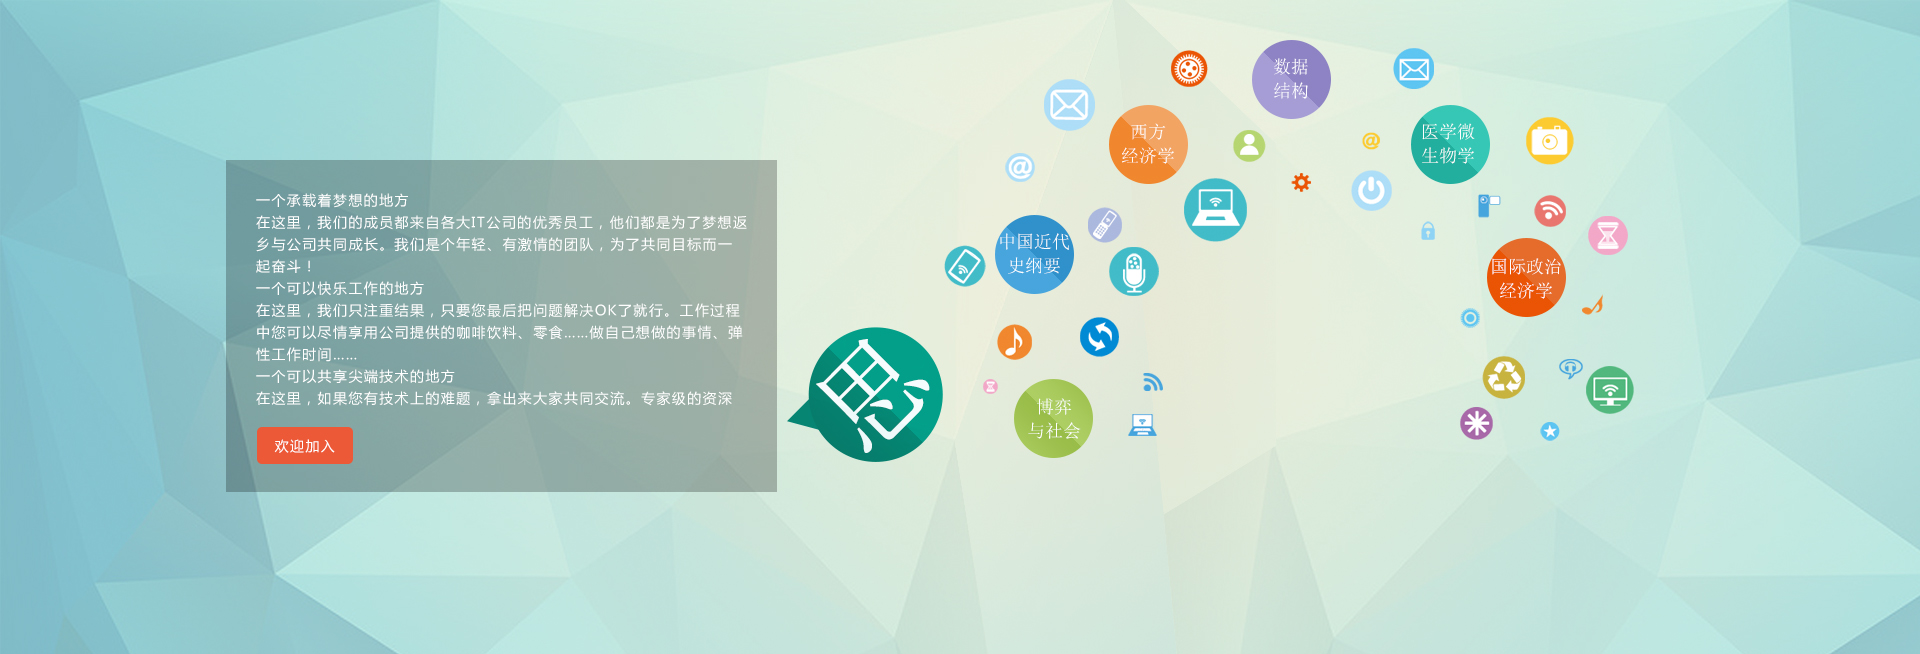 一个承载着梦想的地方
在这里，我们的成员都来自各大IT公司的优秀员工，他们都是为了梦想返
乡与公司共同成长。我们是个年轻、有激情的团队，为了共同目标而一
起奋斗！
一个可以快乐工作的地方
在这里，我们只注重结果，只要您最后把问题解决OK了就行。工作过程
中您可以尽情享用公司提供的咖啡饮料、零食......做自己想做的事情、弹
性工作时间......
一个可以共享尖端技术的地方
在这里，如果您有技术上的难题，拿出来大家共同交流。专家级的资深
欢迎加入
思
数据
结构
西方
经济学
医学微
生物学
中国近代
史纲要
国际政治
经济学
博弈
与社会